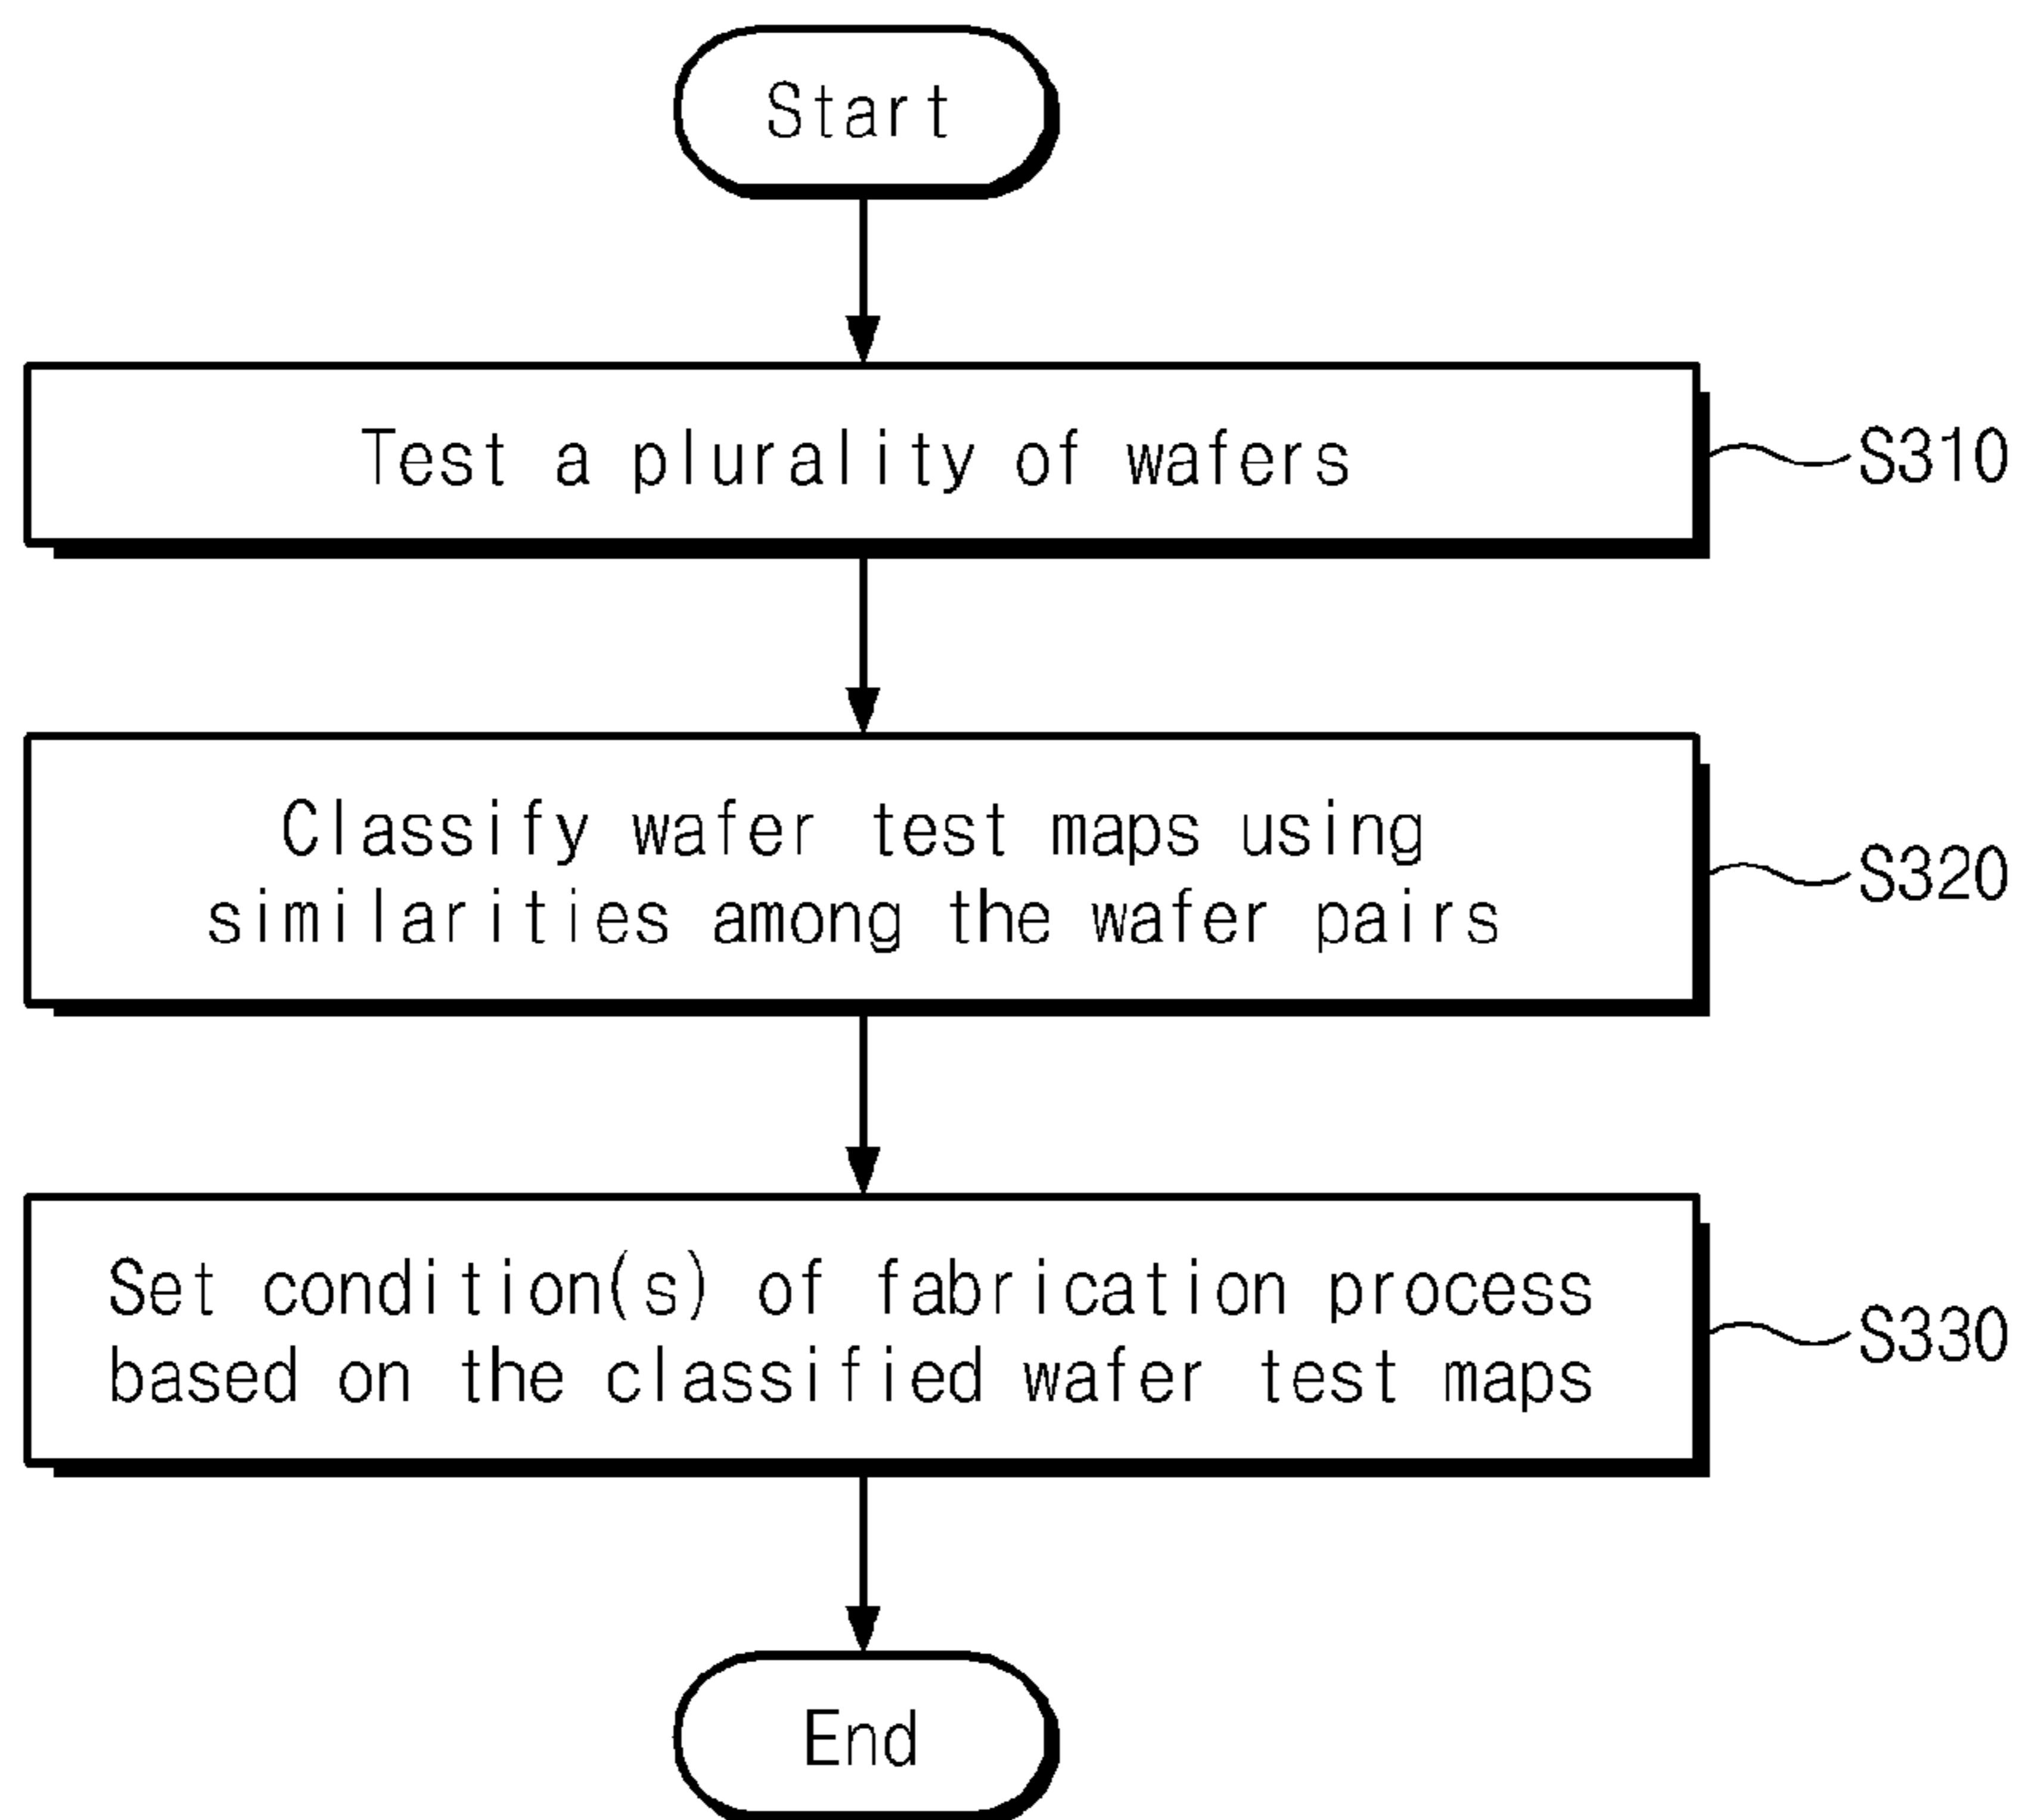 Start
Test a plurality of wafers
S310
Classify wafer test maps using
similarities among the wafer pairs
S320
Set condition(s) of fabrication process
based on the classified wafer test maps
S330
End